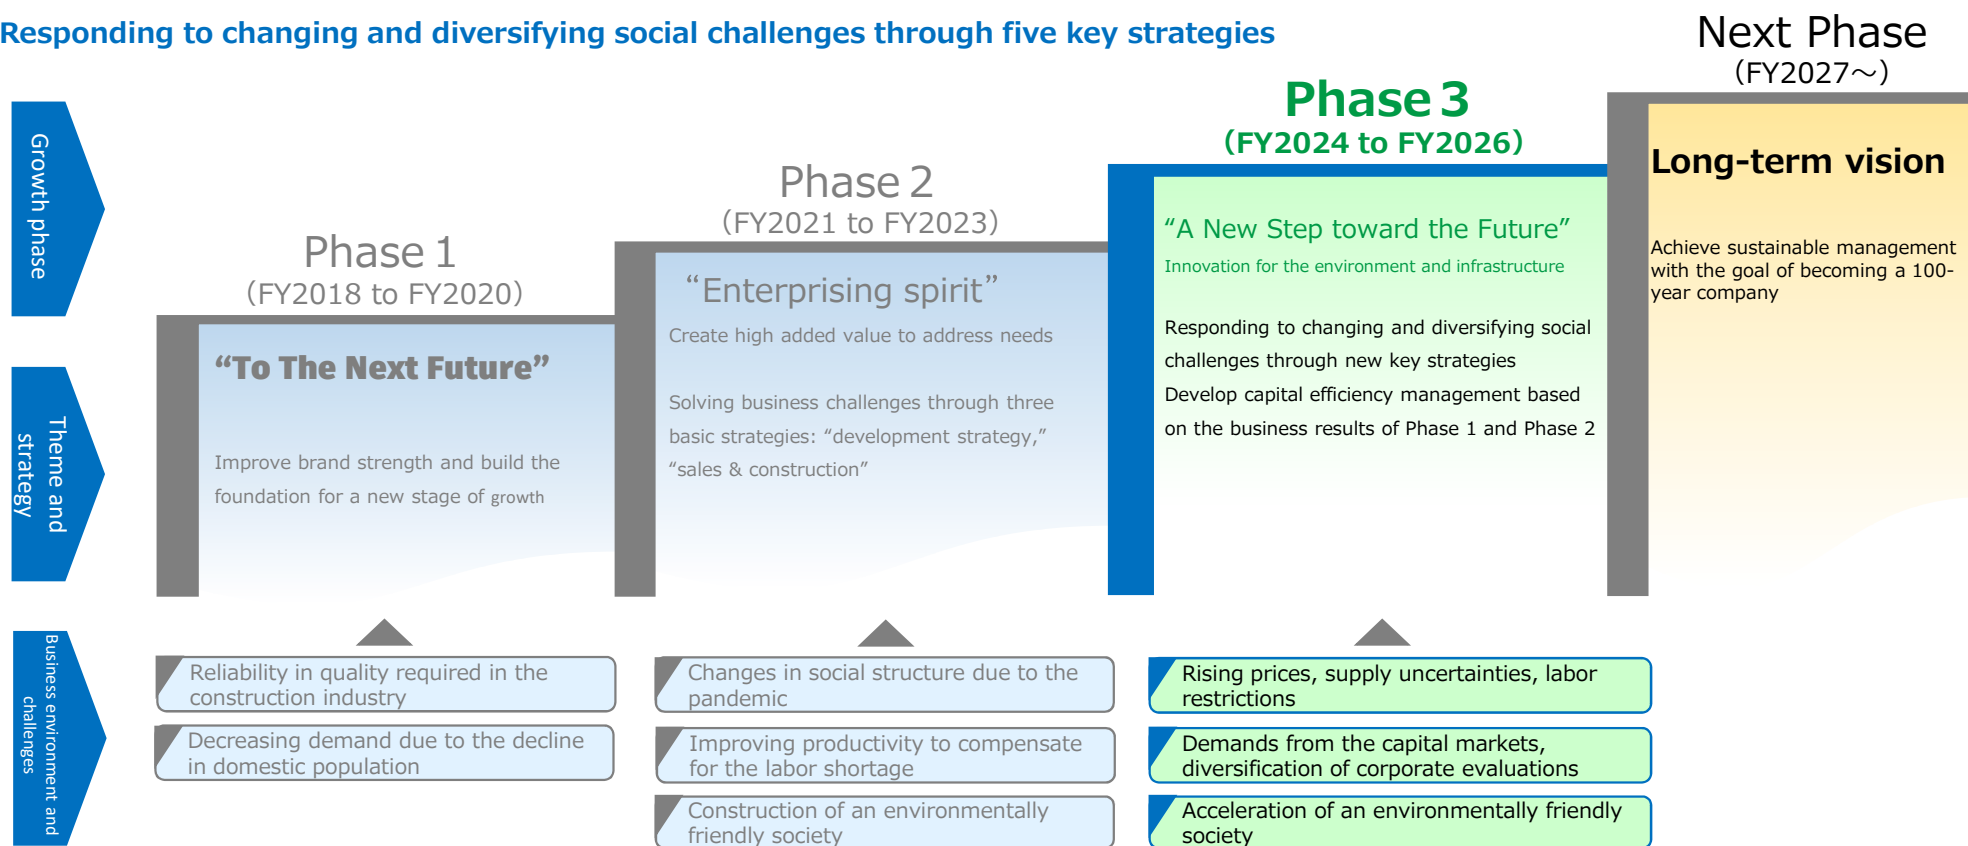 Responding to changing and diversifying social challenges through five key strategies
Growth phase
Theme and
strategy
Business environment and
challenges
Phase 1
(FY2018 to FY2020)
“To The Next Future”
Improve brand strength and build the
foundation for a new stage of growth
Reliability in quality required in the
construction industry
Decreasing demand due to the decline
in domestic population
Phase 2
(FY2021 to FY2023)
“Enterprising spirit”
Create high added value to address needs
Solving business challenges through three
basic strategies: “development strategy,”
“sales & construction”
Changes in social structure due to the
pandemic
Improving productivity to compensate
for the labor shortage
Construction of an environmentally
friendly society
Phase 3
(FY2024 to FY2026)
“A New Step toward the Future”
Innovation for the environment and infrastructure
Responding to changing and diversifying social
challenges through new key strategies
Develop capital efficiency management based
on the business results of Phase 1 and Phase 2
Rising prices, supply uncertainties, labor
restrictions
Demands from the capital markets,
diversification of corporate evaluations
Acceleration of an environmentally friendly
society
Next Phase
(FY2027～)
Long-term vision
Achieve sustainable management
with the goal of becoming a 100-
year company